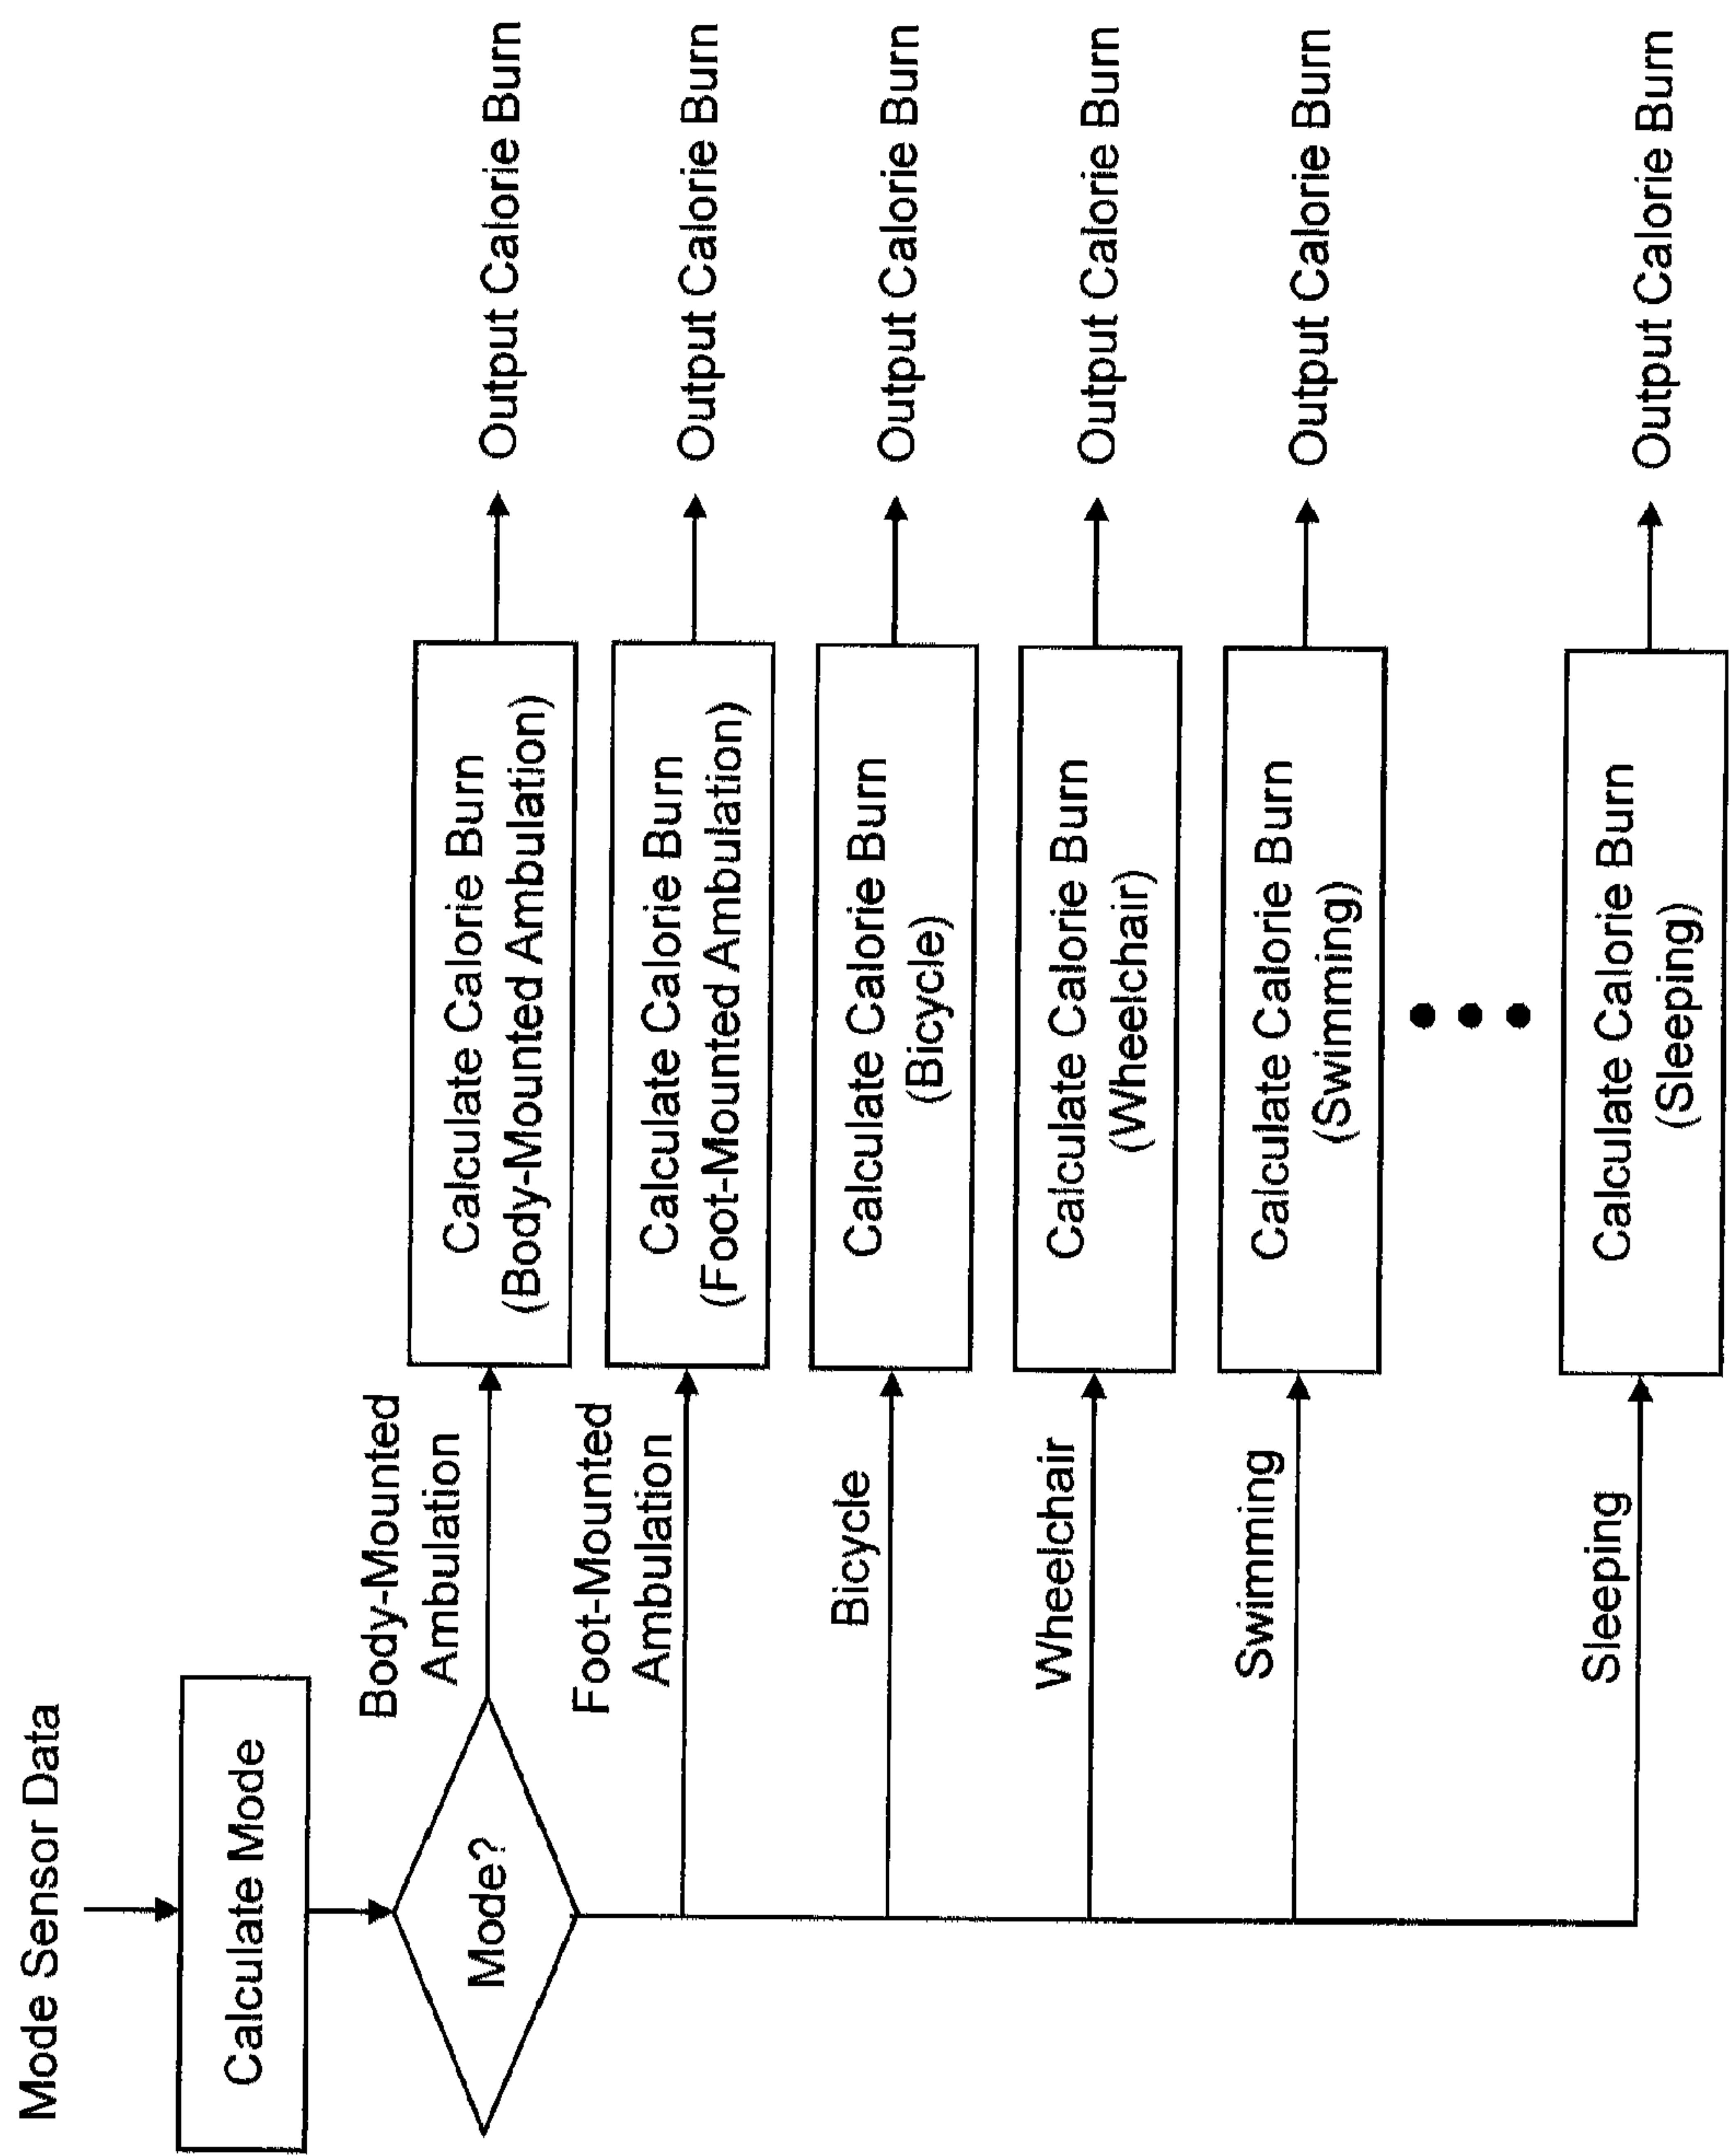 Mode Sensor Data
Calculate Mode
Mode?
Body-Mounted
Ambulation
Calculate Calorie Burn
(Body-Mounted Ambulation)
Output Calorie Burn
Foot-Mounted
Ambulation
Calculate Calorie Burn
(Foot-Mounted Ambulation)
Output Calorie Burn
Bicycle
Calculate Calorie Burn
(Bicycle)
Output Calorie Burn
Wheelchair
Calculate Calorie Burn
(Wheelchair)
Output Calorie Burn
Swimming
Calculate Calorie Burn
(Swimming)
Output Calorie Burn
Sleeping
Calculate Calorie Burn
(Sleeping)
Output Calorie Burn